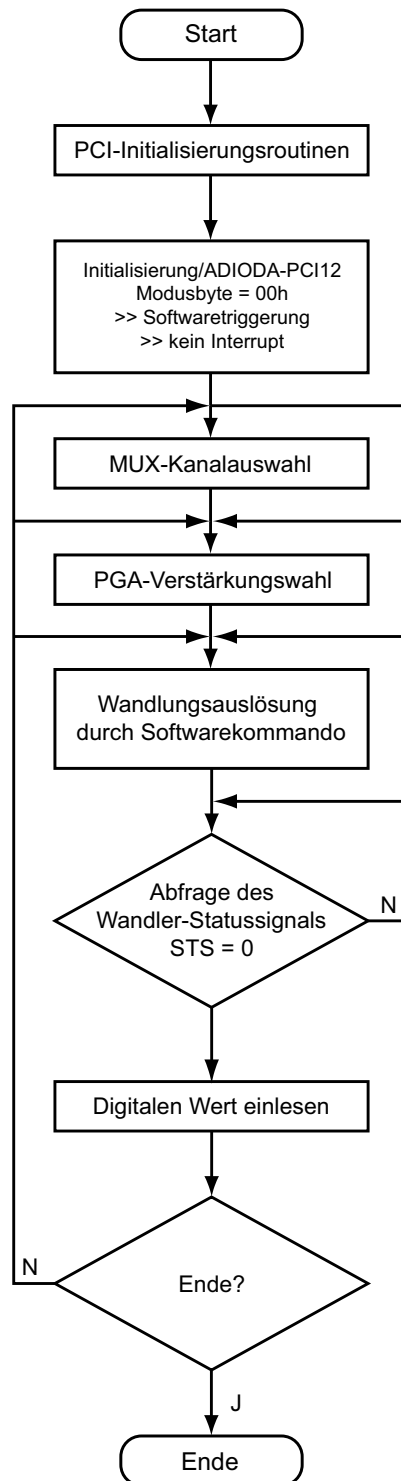 Start
PCI-Initialisierungsroutinen
Initialisierung/ADIODA-PCI12
Modusbyte = 00h
>> Softwaretriggerung
>> kein Interrupt
MUX-Kanalauswahl
PGA-Verstärkungswahl
Wandlungsauslösung
durch Softwarekommando
Abfrage des
Wandler-Statussignals
STS = 0
N
Digitalen Wert einlesen
N
Ende?
J
Ende